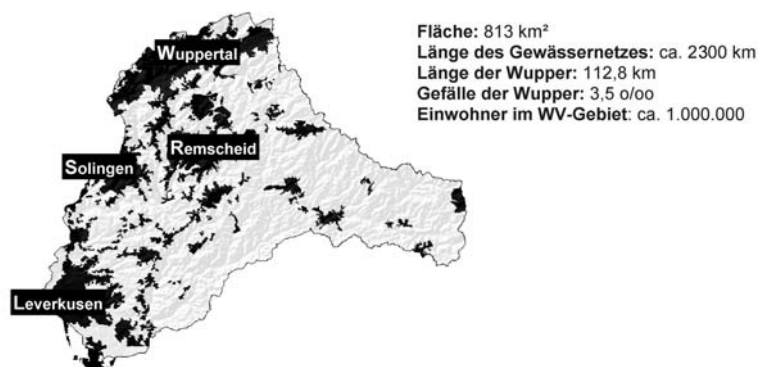 Wuppertal
Remscheid
Solingen
Leverkusen
Fläche: 813 km²
Länge des Gewässernetzes: ca. 2300 km
Länge der Wupper: 112,8 km
Gefälle der Wupper: 3,5 o/oo
Einwohner im WV-Gebiet: ca. 1.000.000